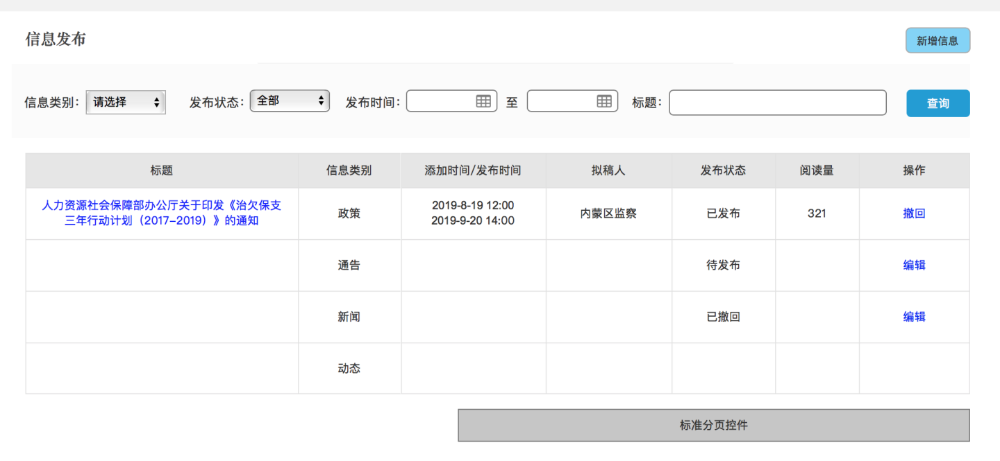 信息发布
新增信息
信息类别: 请选择 发布状态: 全部 发布时间: 至 标题: 查询
标题 信息类别 添加时间/发布时间 拟稿人 发布状态 阅读量 操作
人力资源社会保障部办公厅关于印发《治欠保支
三年行动计划（2017–2019）》的通知
政策
2019-8-19 12:00
2019-9-20 14:00
内蒙区监察 已发布 321 撤回
通告 待发布 编辑
新闻 已撤回 编辑
动态
标准分页控件